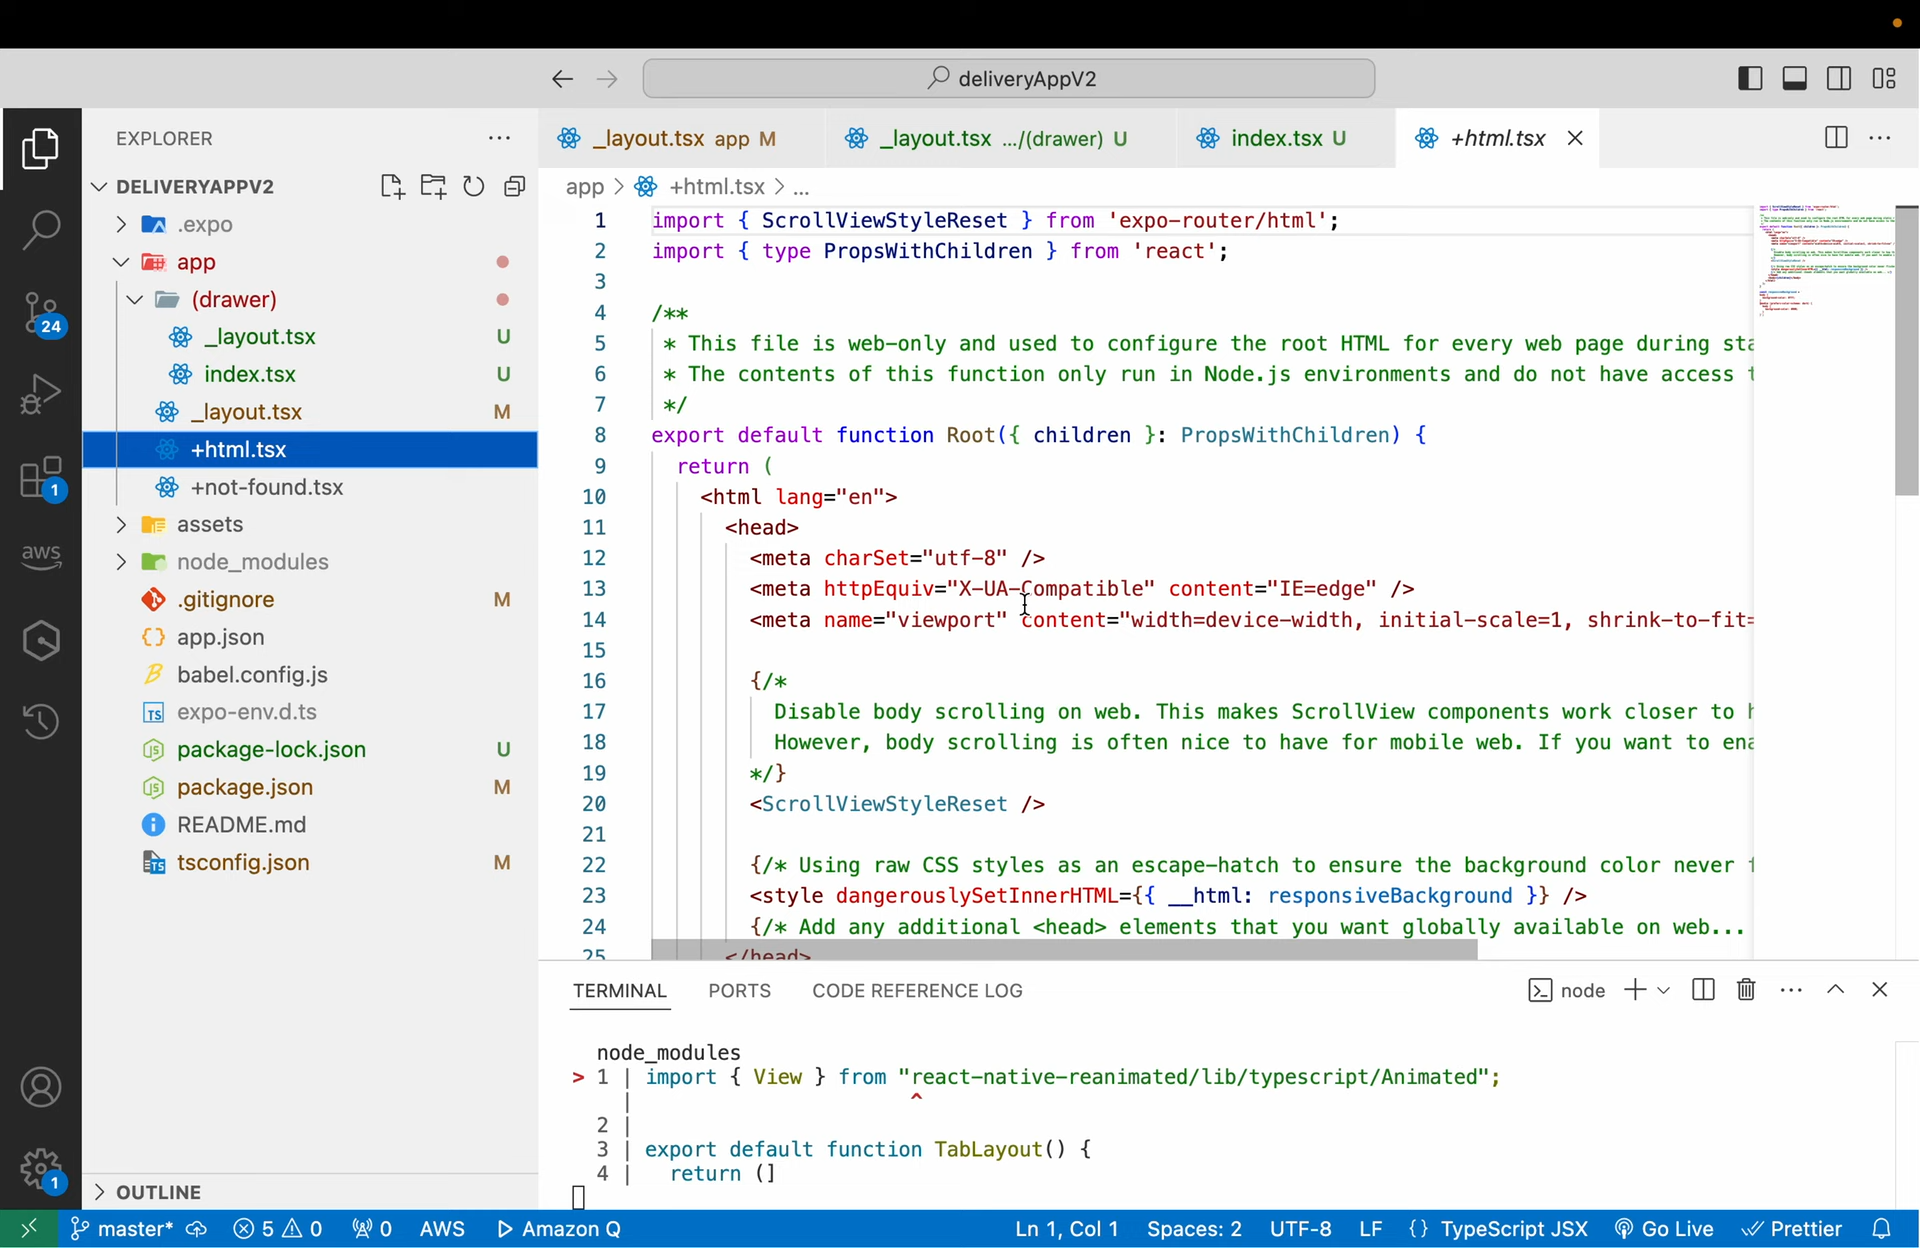 deliveryAppV2
EXPLORER
DELIVERYAPPV2
.expo
app
(drawer)
_layout.tsx U
index.tsx U
_layout.tsx M
+html.tsx
+not-found.tsx
assets
node_modules
.gitignore M
app.json
babel.config.js
TS expo-env.d.ts
package-lock.json U
package.json M
README.md
TS tsconfig.json M
OUTLINE
24
1
aws
1
_layout.tsx app M
_layout.tsx .../(drawer) U
index.tsx U
+html.tsx
app > +html.tsx > ...
1 import { ScrollViewStyleReset } from 'expo-router/html';
2 import { type PropsWithChildren } from 'react';
3
4 /**
5 * This file is web-only and used to configure the root HTML for every web page during sta
6 * The contents of this function only run in Node.js environments and do not have access t
7 */
8 export default function Root({ children }: PropsWithChildren) {
9 return (
10 <html lang="en">
11 <head>
12 <meta charSet="utf-8" />
13 <meta httpEquiv="X-UA-Compatible" content="IE=edge" />
14 <meta name="viewport" content="width=device-width, initial-scale=1, shrink-to-fit=
15
16 {/*
17 Disable body scrolling on web. This makes ScrollView components work closer to h
18 However, body scrolling is often nice to have for mobile web. If you want to ena
19 */}
20 <ScrollViewStyleReset />
21
22 {/* Using raw CSS styles as an escape-hatch to ensure the background color never f
23 <style dangerouslySetInnerHTML={{ __html: responsiveBackground }} />
24 {/* Add any additional <head> elements that you want globally available on web...
25 </head>
TERMINAL PORTS CODE REFERENCE LOG
node
node_modules
> 1 | import { View } from "react-native-reanimated/lib/typescript/Animated";
| ^
2 |
3 | export default function TabLayout() {
4 | return (]
master* 5 0 0 AWS Amazon Q
Ln 1, Col 1 Spaces: 2 UTF-8 LF {} TypeScript JSX Go Live Prettier